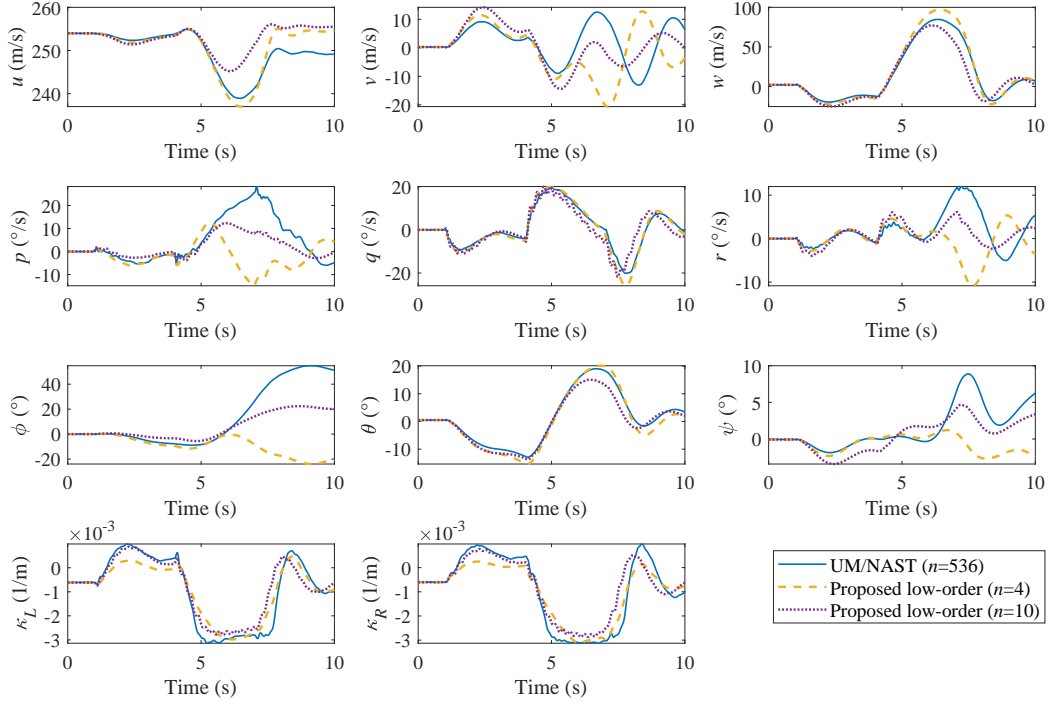 260
250
240
u (m/s)
0 5 10
Time (s)
10
0
-10
-20
v (m/s)
0 5 10
Time (s)
100
50
0
w (m/s)
0 5 10
Time (s)
20
10
0
-10
p (°/s)
0 5 10
Time (s)
20
0
-20
q (°/s)
0 5 10
Time (s)
10
0
-10
r (°/s)
0 5 10
Time (s)
40
20
0
-20
ϕ (°)
0 5 10
Time (s)
20
10
0
-10
θ (°)
0 5 10
Time (s)
10
5
0
ψ (°)
0 5 10
Time (s)
×10⁻³
0
-1
-2
-3
κ_L (1/m)
0 5 10
Time (s)
×10⁻³
0
-1
-2
-3
κ_R (1/m)
0 5 10
Time (s)
UM/NAST (n=536)
Proposed low-order (n=4)
Proposed low-order (n=10)